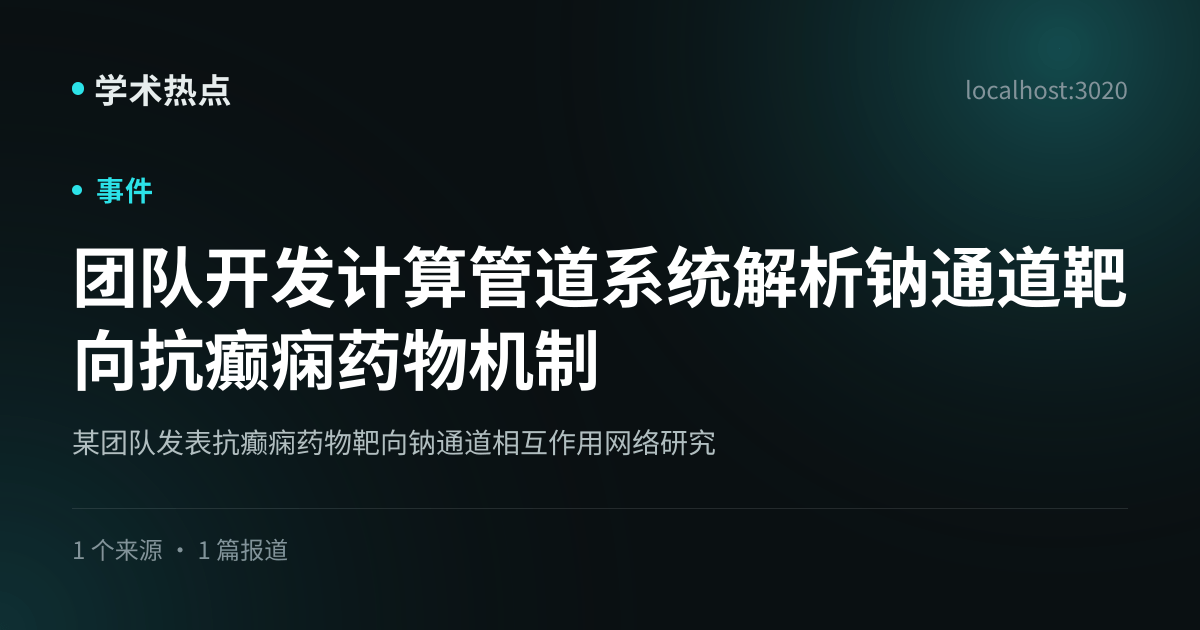 学术热点
localhost:3020
事件
团队开发计算管道系统解析钠通道靶
向抗癫痫药物机制
某团队发表抗癫痫药物靶向钠通道相互作用网络研究
1 个来源 · 1 篇报道